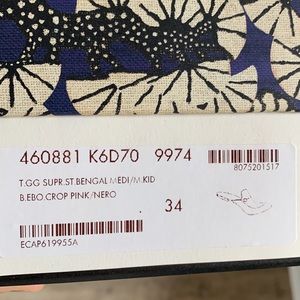 460881 K6D70 9974
8075201517
T.GG SUPR.ST.BENGAL MEDI/M.KID
B.EBO.CROP PINK/NERO
34
ECAP619955A